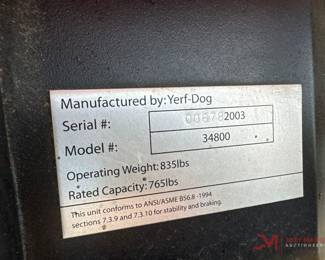 Manufactured by: Yerf-Dog
Serial #: 008782003
Model #: 34800
Operating Weight: 835lbs
Rated Capacity: 765lbs
This unit conforms to ANSI/ASME B56.8 -1994
sections 7.3.9 and 7.3.10 for stability and braking.